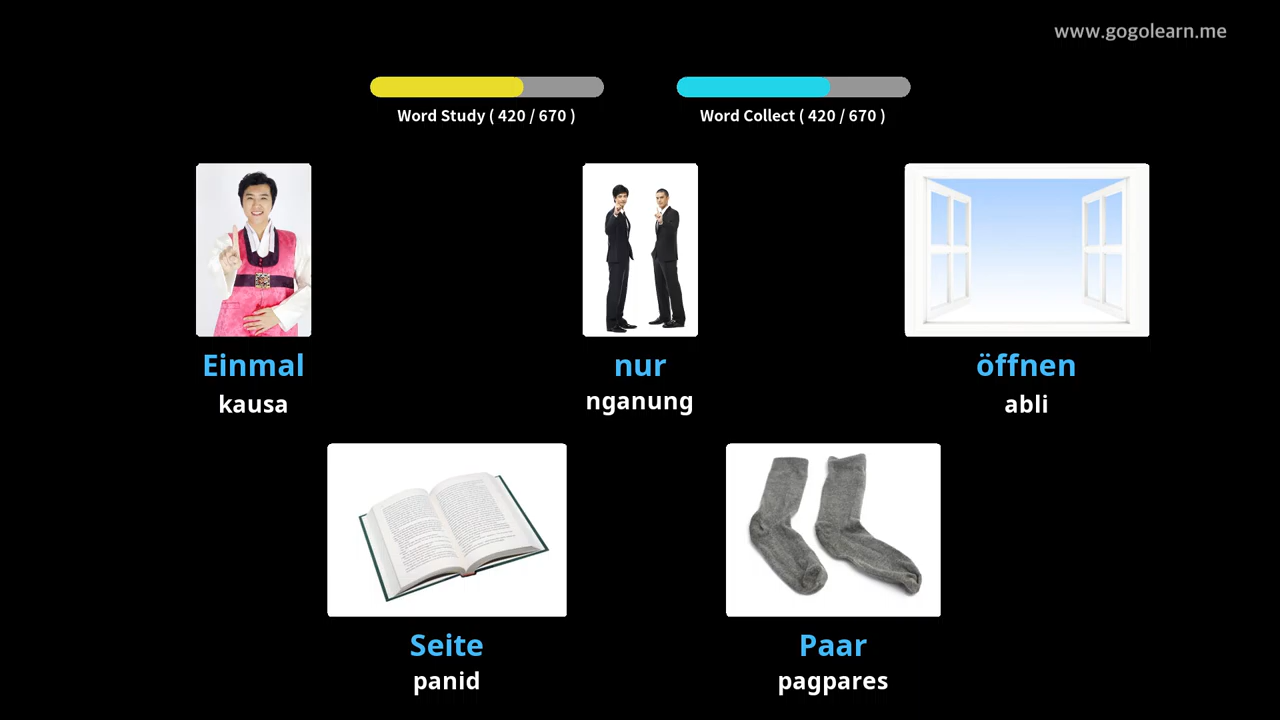 www.gogolearn.me
Word Study ( 420 / 670 )
Word Collect ( 420 / 670 )
Einmal
kausa
nur
nganung
öffnen
abli
Seite
panid
Paar
pagpares